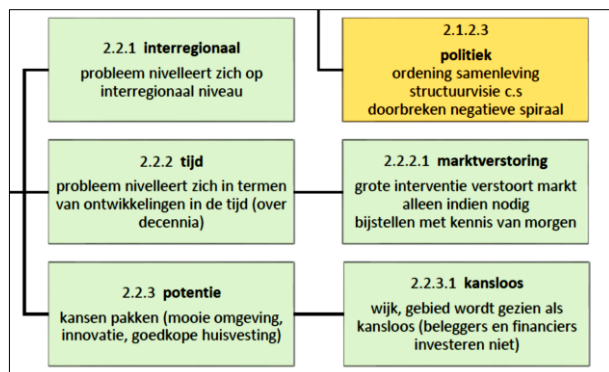 2.2.1 interregionaal
probleem nivelleert zich op
interregionaal niveau
2.1.2.3
politiek
ordening samenleving
structuurvisie c.s
doorbreken negatieve spiraal
2.2.2 tijd
probleem nivelleert zich in termen
van ontwikkelingen in de tijd (over
decennia)
2.2.2.1 marktverstoring
grote interventie verstoort markt
alleen indien nodig
bijstellen met kennis van morgen
2.2.3 potentie
kansen pakken (mooie omgeving,
innovatie, goedkope huisvesting)
2.2.3.1 kansloos
wijk, gebied wordt gezien als
kansloos (beleggers en financiers
investeren niet)